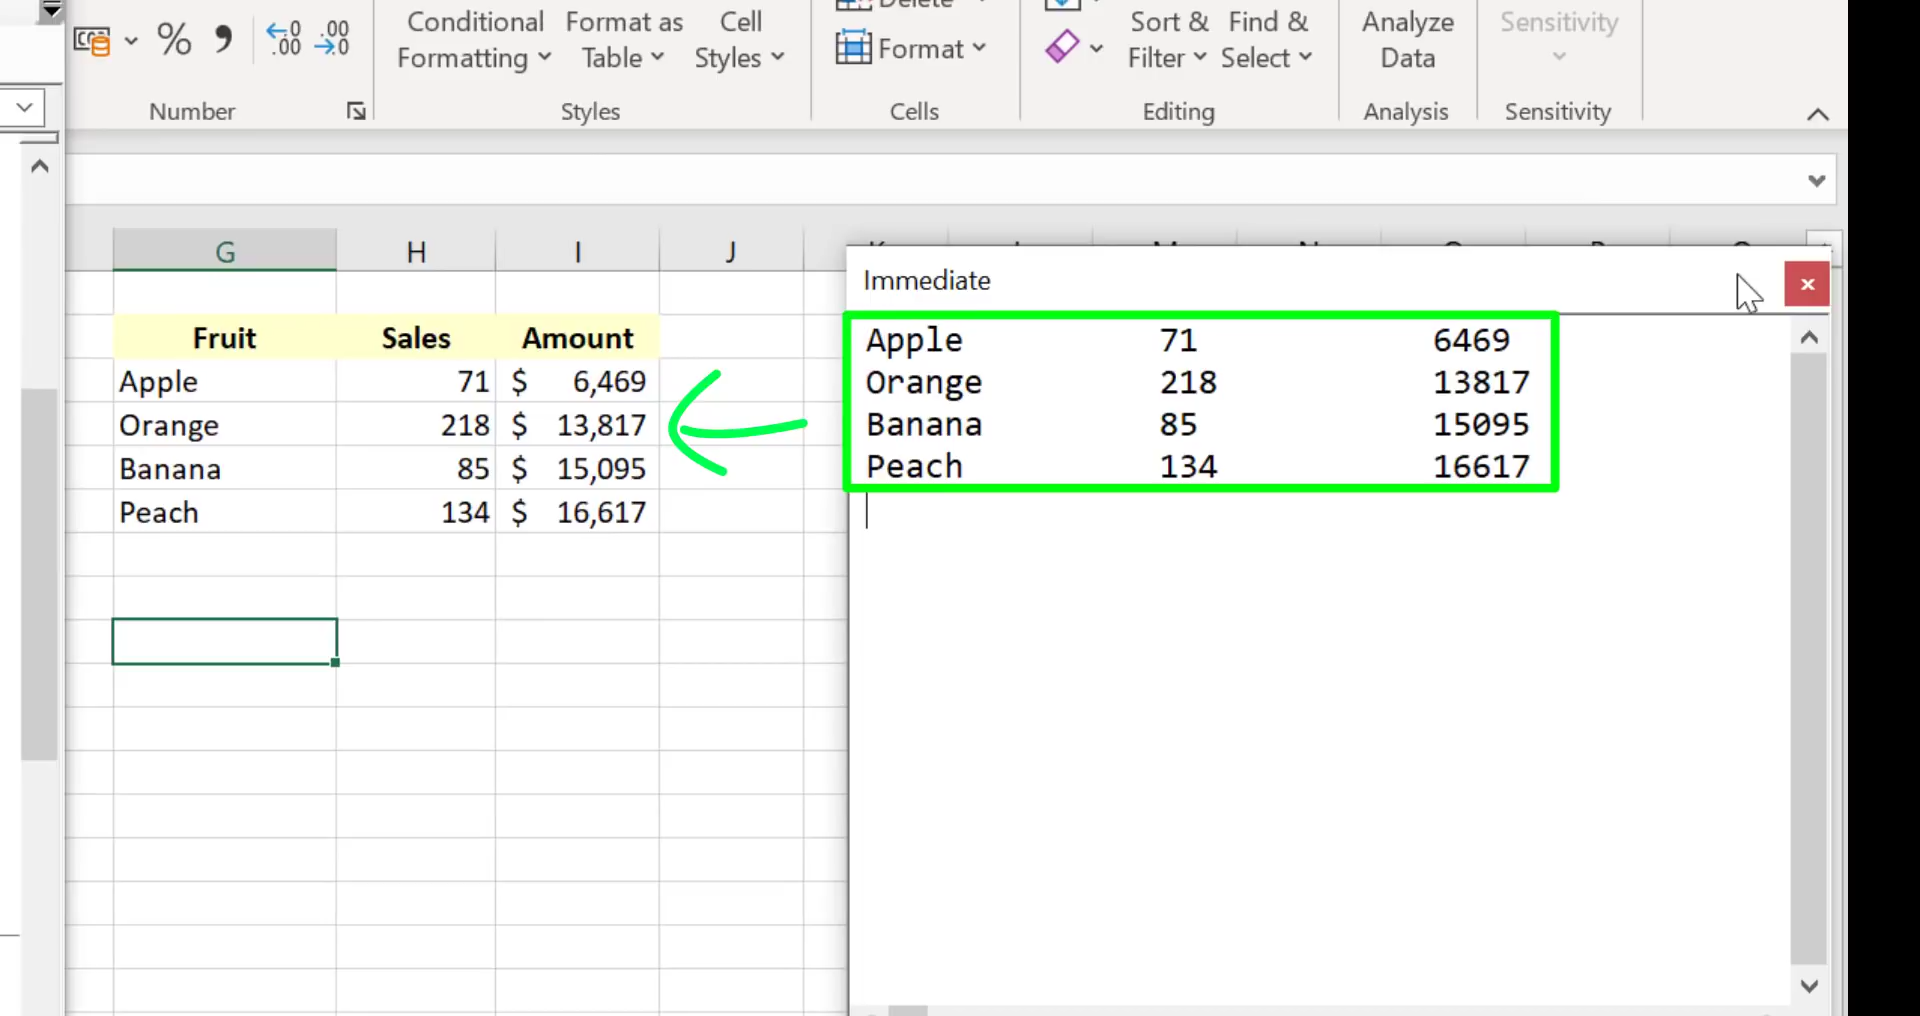 Conditional Formatting
Format as Table
Cell Styles
Delete
Format
Sort & Filter
Find & Select
Analyze Data
Sensitivity
Number
Styles
Cells
Editing
Analysis
Sensitivity
G H I J
Immediate
Fruit Sales Amount
Apple 71 $ 6,469
Orange 218 $ 13,817
Banana 85 $ 15,095
Peach 134 $ 16,617
Apple 71 6469
Orange 218 13817
Banana 85 15095
Peach 134 16617